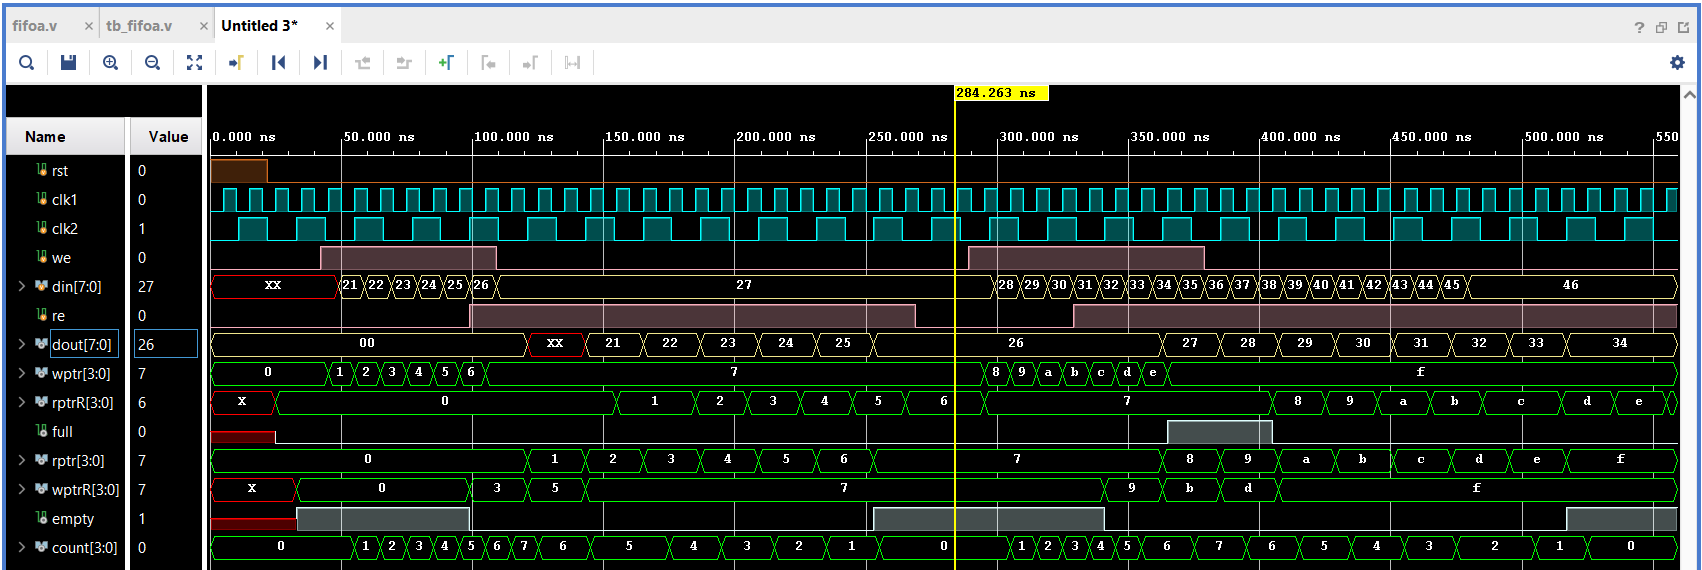 fifoa.v × tb_fifoa.v × Untitled 3* ×
?
284.263 ns
Name Value
0.000 ns 50.000 ns 100.000 ns 150.000 ns 200.000 ns 250.000 ns 300.000 ns 350.000 ns 400.000 ns 450.000 ns 500.000 ns 550
rst 0
clk1 0
clk2 1
we 0
din[7:0] 27 XX 21 22 23 24 25 26 27 28 29 30 31 32 33 34 35 36 37 38 39 40 41 42 43 44 45 46
re 0
dout[7:0] 26 00 XX 21 22 23 24 25 26 27 28 29 30 31 32 33 34
wptr[3:0] 7 0 1 2 3 4 5 6 7 8 9 a b c d e f
rptrR[3:0] 6 X 0 1 2 3 4 5 6 7 8 9 a b c d e
full 0
rptr[3:0] 7 0 1 2 3 4 5 6 7 8 9 a b c d e f
wptrR[3:0] 7 X 0 3 5 7 9 b d f
empty 1
count[3:0] 0 0 1 2 3 4 5 6 7 6 5 4 3 2 1 0 1 2 3 4 5 6 7 6 5 4 3 2 1 0